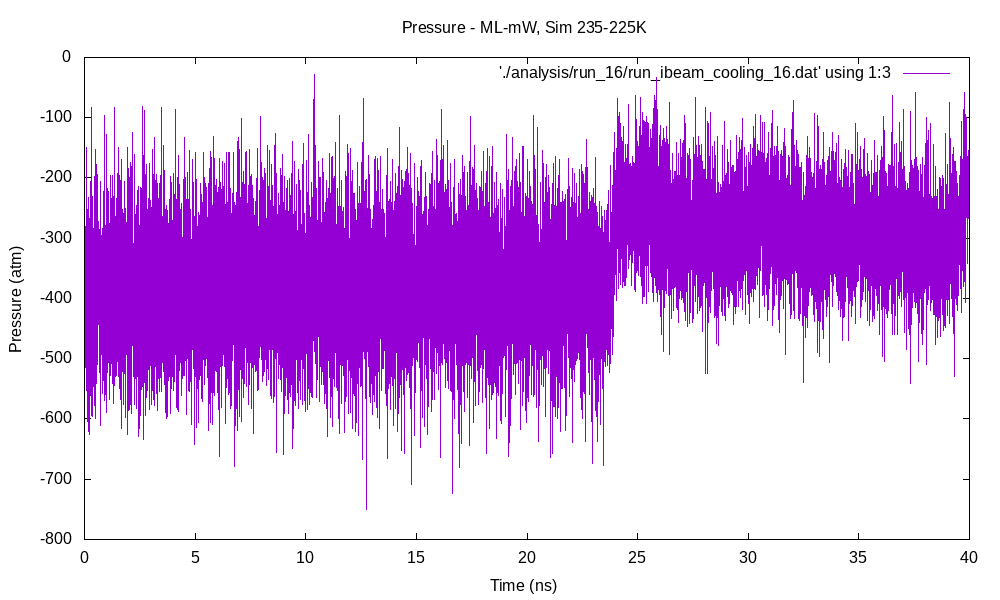 Pressure - ML-mW, Sim 235-225K
'./analysis/run_16/run_ibeam_cooling_16.dat' using 1:3
0
-100
-200
-300
-400
-500
-600
-700
-800
Pressure (atm)
0 5 10 15 20 25 30 35 40
Time (ns)